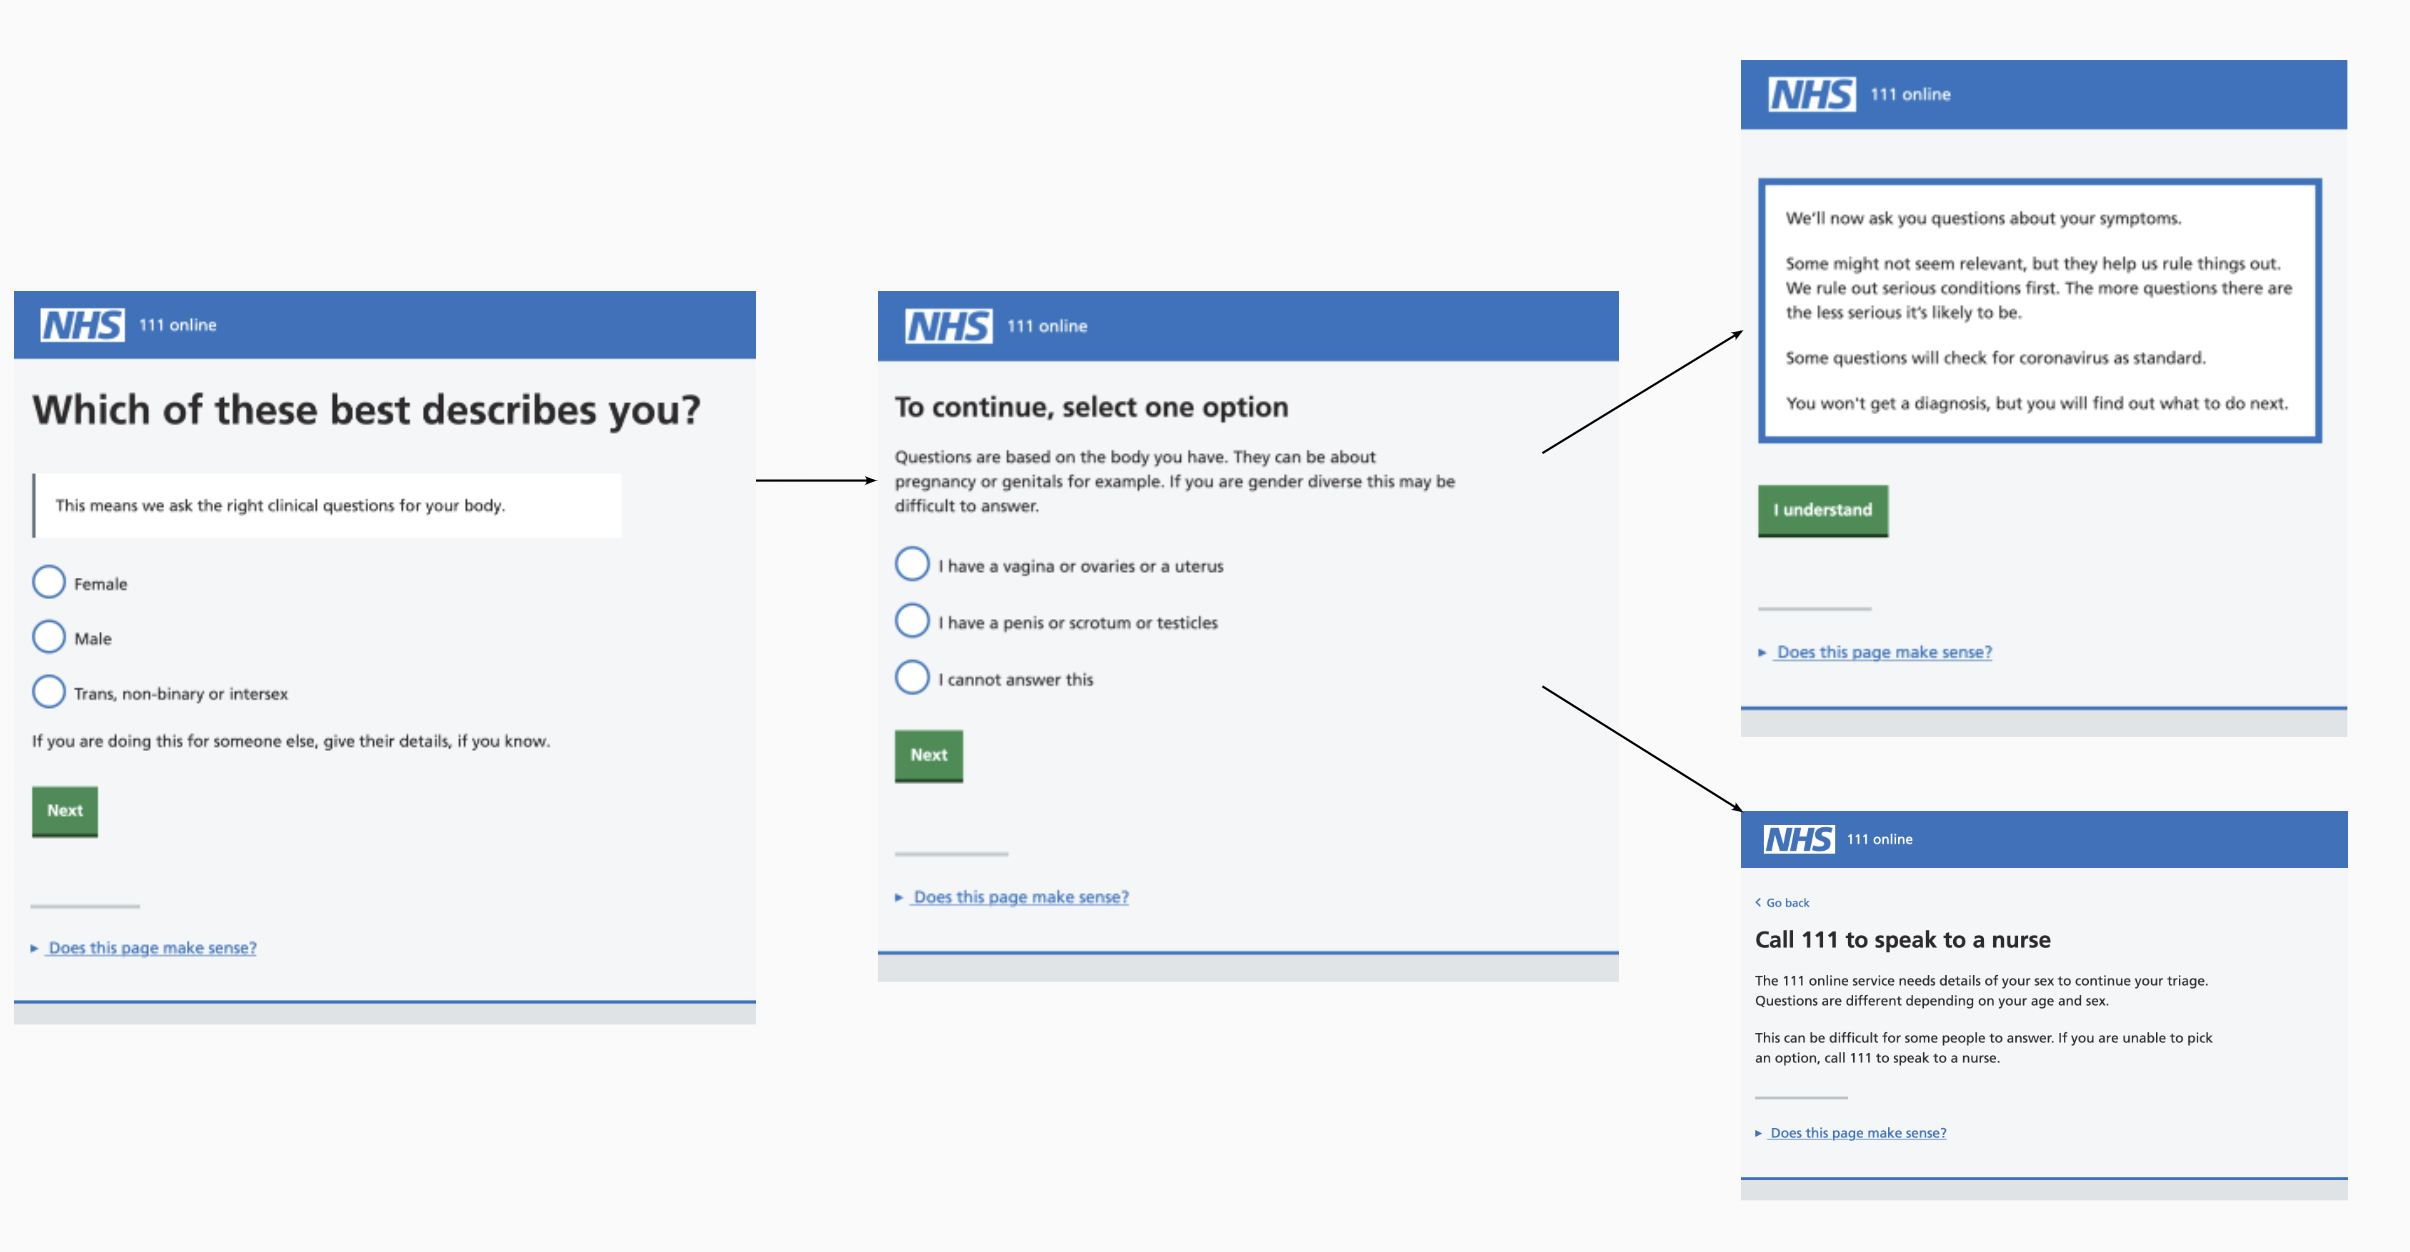 NHS 111 online
Which of these best describes you?
This means we ask the right clinical questions for your body.
Female
Male
Trans, non-binary or intersex
If you are doing this for someone else, give their details, if you know.
Next
Does this page make sense?
NHS 111 online
To continue, select one option
Questions are based on the body you have. They can be about
pregnancy or genitals for example. If you are gender diverse this may be
difficult to answer.
I have a vagina or ovaries or a uterus
I have a penis or scrotum or testicles
I cannot answer this
Next
Does this page make sense?
NHS 111 online
We'll now ask you questions about your symptoms.
Some might not seem relevant, but they help us rule things out.
We rule out serious conditions first. The more questions there are
the less serious it's likely to be.
Some questions will check for coronavirus as standard.
You won't get a diagnosis, but you will find out what to do next.
I understand
Does this page make sense?
NHS 111 online
Go back
Call 111 to speak to a nurse
The 111 online service needs details of your sex to continue your triage.
Questions are different depending on your age and sex.
This can be difficult for some people to answer. If you are unable to pick
an option, call 111 to speak to a nurse.
Does this page make sense?